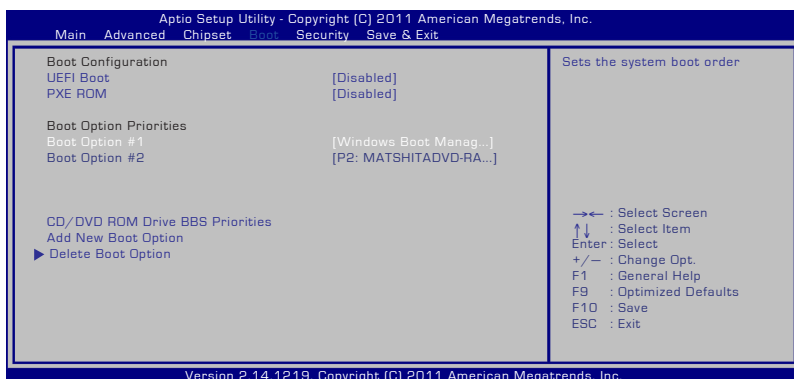 Aptio Setup Utility - Copyright (C) 2011 American Megatrends, Inc.
Main Advanced Chipset Boot Security Save & Exit
Boot Configuration
UEFI Boot [Disabled]
PXE ROM [Disabled]
Boot Option Priorities
Boot Option #1 [Windows Boot Manag...]
Boot Option #2 [P2: MATSHITADVD-RA...]
CD/DVD ROM Drive BBS Priorities
Add New Boot Option
▶ Delete Boot Option
Sets the system boot order
→← : Select Screen
↑↓ : Select Item
Enter : Select
+/— : Change Opt.
F1 : General Help
F9 : Optimized Defaults
F10 : Save
ESC : Exit
Version 2.14.1219. Copyright (C) 2011 American Megatrends, Inc.